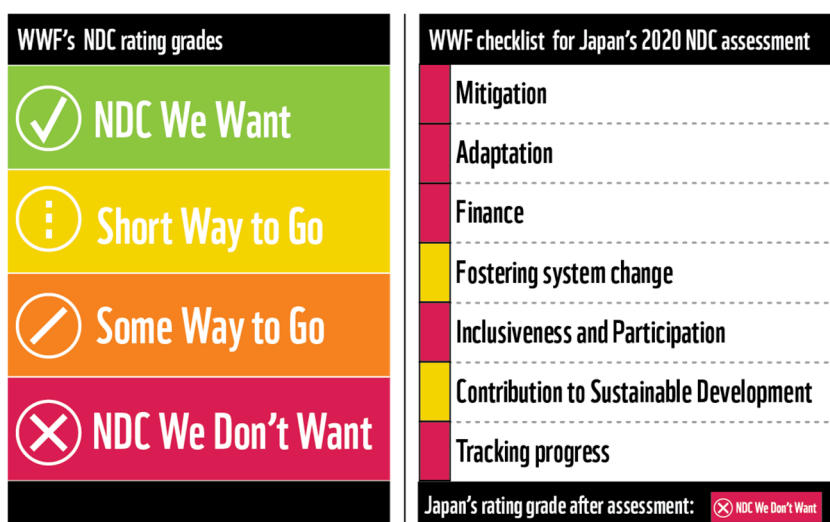 WWF's NDC rating grades
NDC We Want
Short Way to Go
Some Way to Go
NDC We Don't Want
WWF checklist for Japan's 2020 NDC assessment
Mitigation
Adaptation
Finance
Fostering system change
Inclusiveness and Participation
Contribution to Sustainable Development
Tracking progress
Japan's rating grade after assessment: NDC We Don't Want